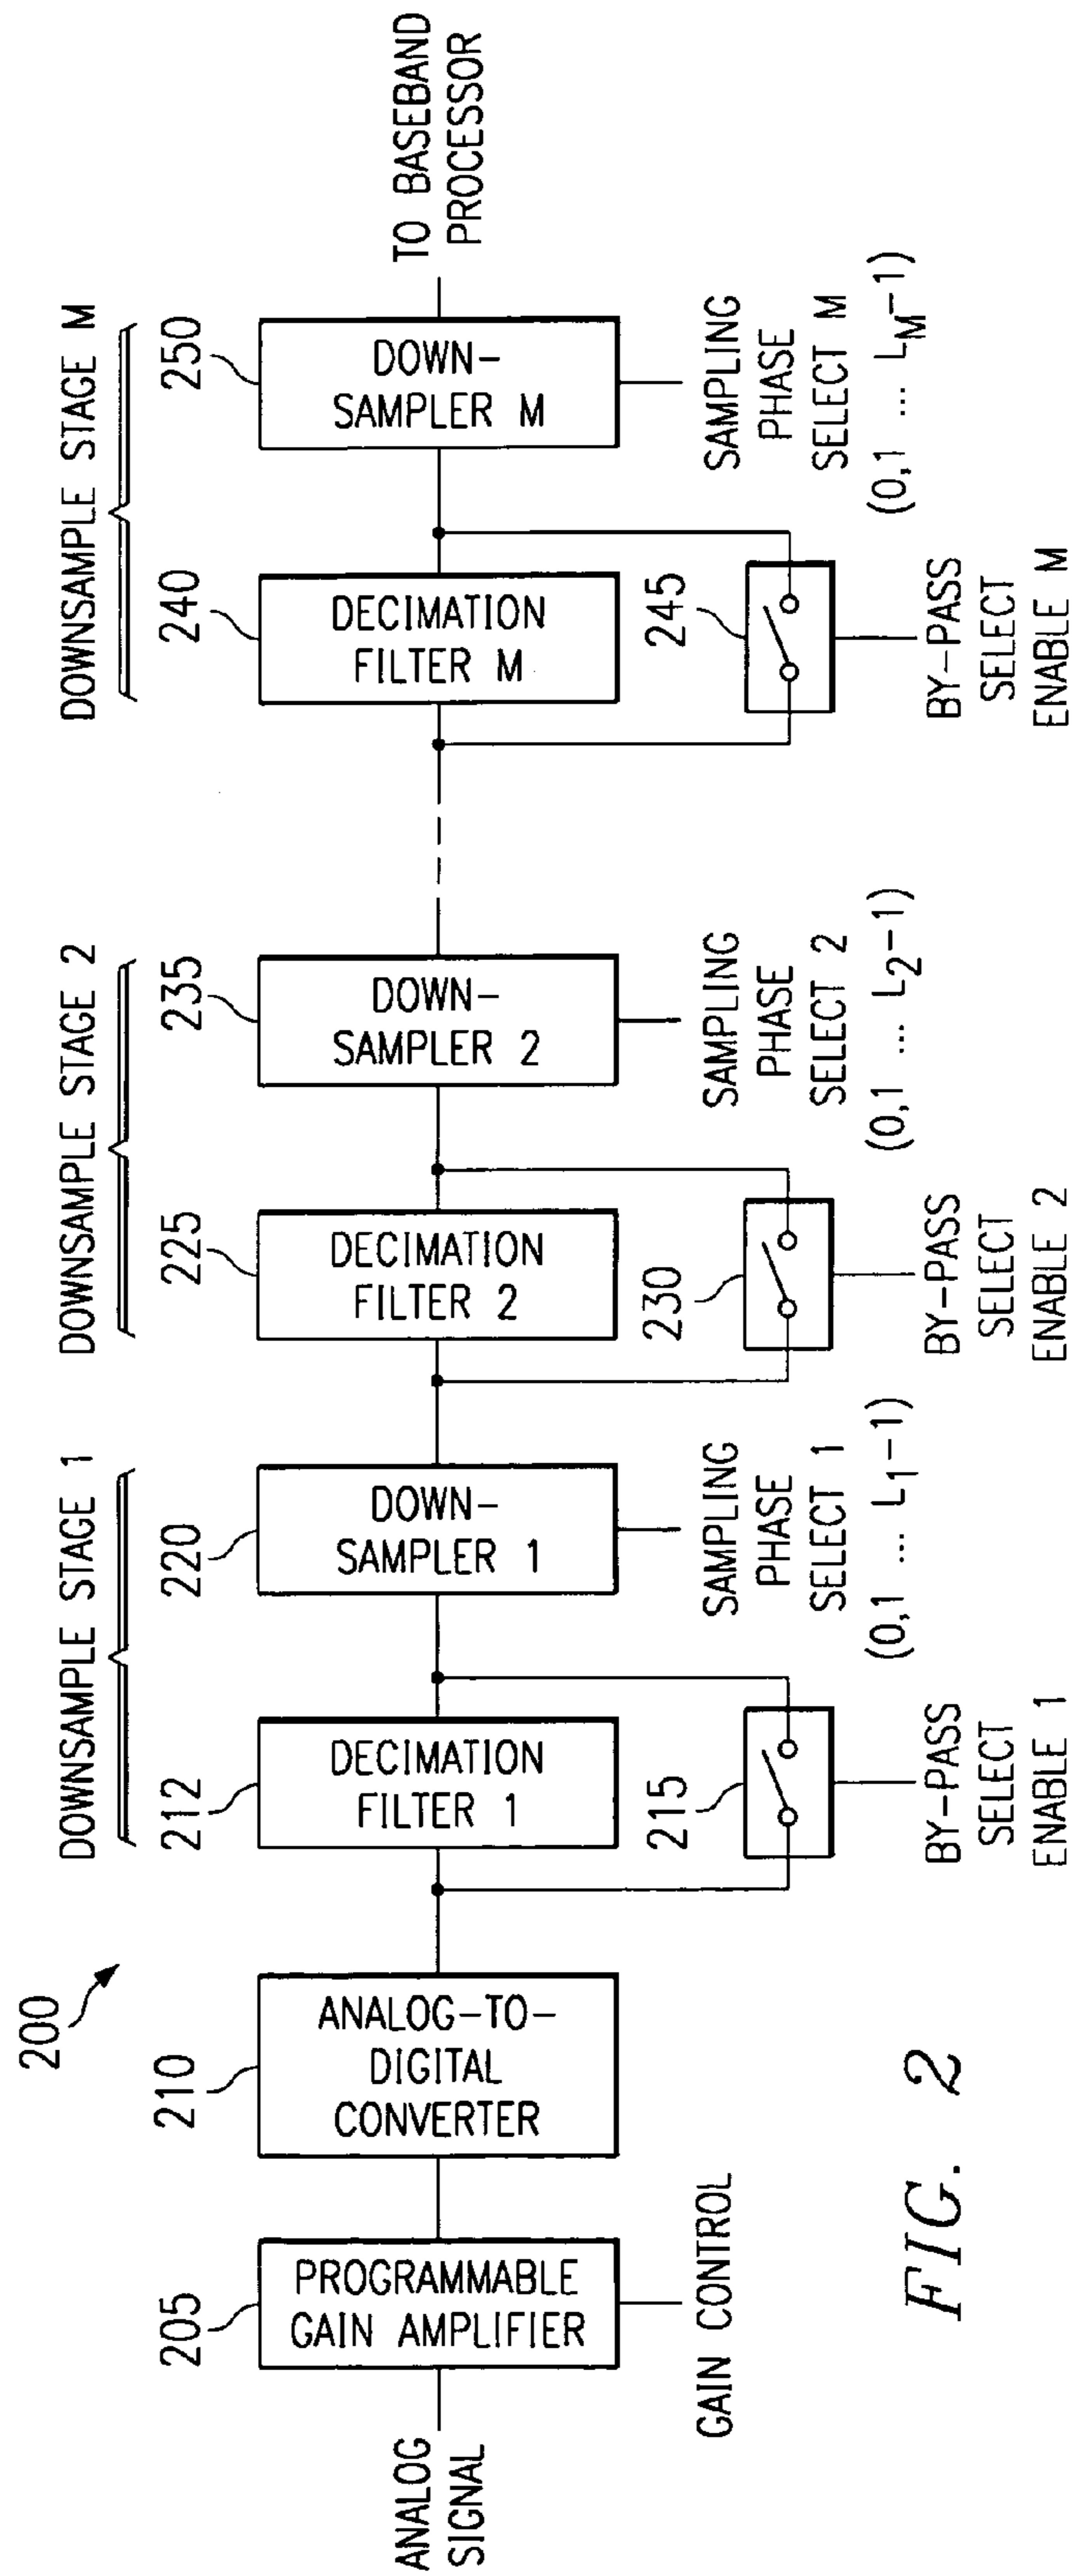 200
DOWNSAMPLE STAGE 1
DOWNSAMPLE STAGE 2
DOWNSAMPLE STAGE M
205
210
212
220
225
235
240
250
ANALOG
SIGNAL
PROGRAMMABLE
GAIN AMPLIFIER
ANALOG-TO-
DIGITAL
CONVERTER
DECIMATION
FILTER 1
DOWN-
SAMPLER 1
DECIMATION
FILTER 2
DOWN-
SAMPLER 2
DECIMATION
FILTER M
DOWN-
SAMPLER M
TO BASEBAND
PROCESSOR
GAIN CONTROL
215
SAMPLING
PHASE
SELECT 1
(0,1 ... L1-1)
230
SAMPLING
PHASE
SELECT 2
(0,1 ... L2-1)
245
SAMPLING
PHASE
SELECT M
(0,1 ... LM-1)
BY-PASS
SELECT
ENABLE 1
BY-PASS
SELECT
ENABLE 2
BY-PASS
SELECT
ENABLE M
FIG. 2